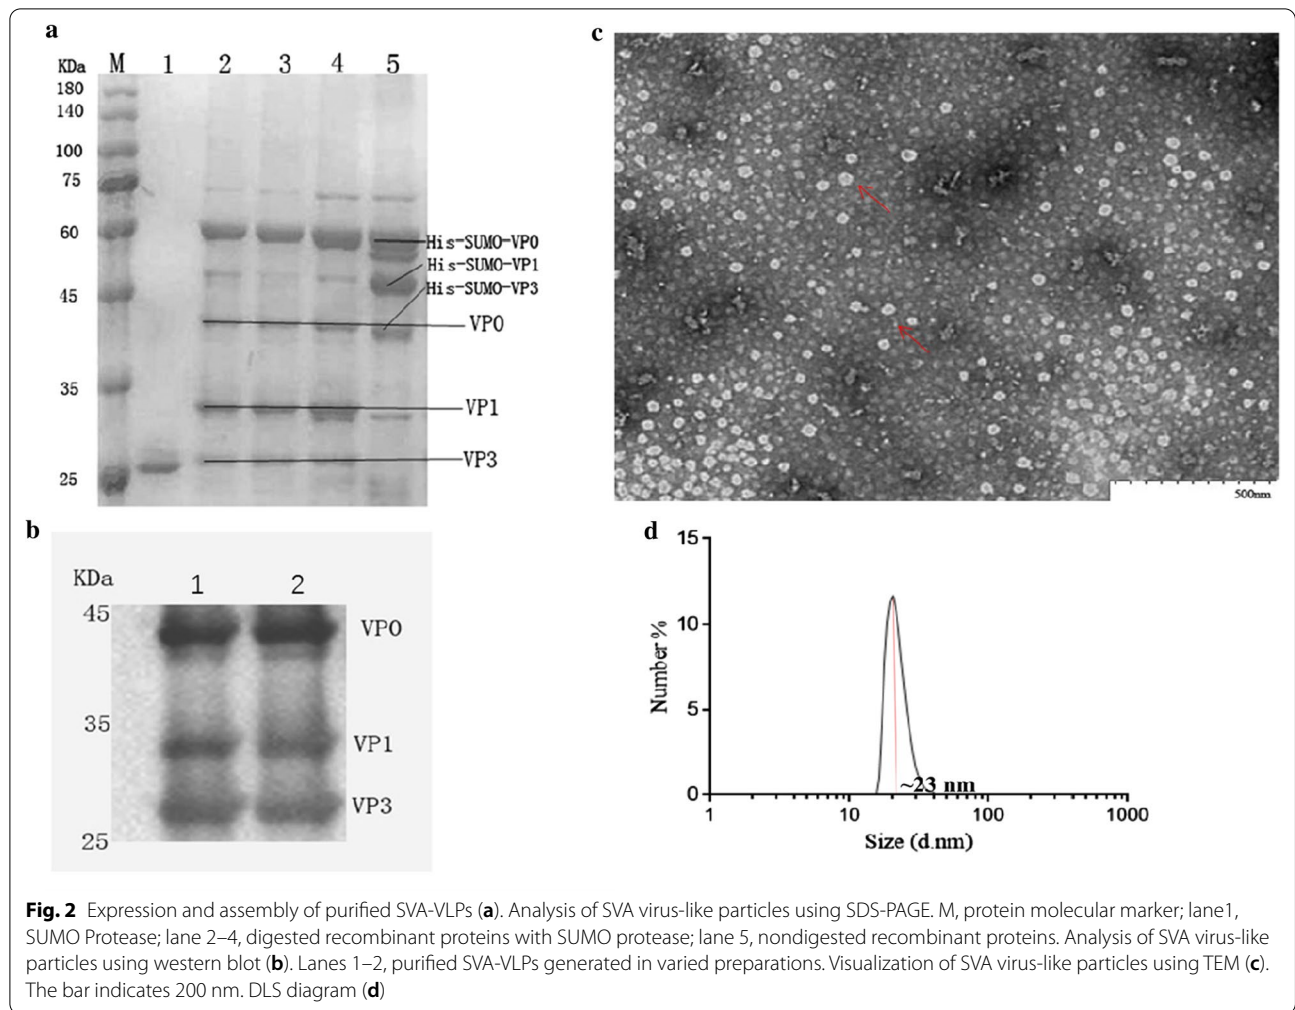 a
KDa M 1 2 3 4 5
180
140
100
75
60
45
35
25
His-SUMO-VP0
His-SUMO-VP1
His-SUMO-VP3
VP0
VP1
VP3
b
KDa 1 2
45
35
25
VP0
VP1
VP3
c
500nm
d
15
10
5
0
Number %
~23 nm
1 10 100 1000
Size (d.nm)
Fig. 2 Expression and assembly of purified SVA-VLPs (a). Analysis of SVA virus-like particles using SDS-PAGE. M, protein molecular marker; lane1,
SUMO Protease; lane 2–4, digested recombinant proteins with SUMO protease; lane 5, nondigested recombinant proteins. Analysis of SVA virus-like
particles using western blot (b). Lanes 1–2, purified SVA-VLPs generated in varied preparations. Visualization of SVA virus-like particles using TEM (c).
The bar indicates 200 nm. DLS diagram (d)